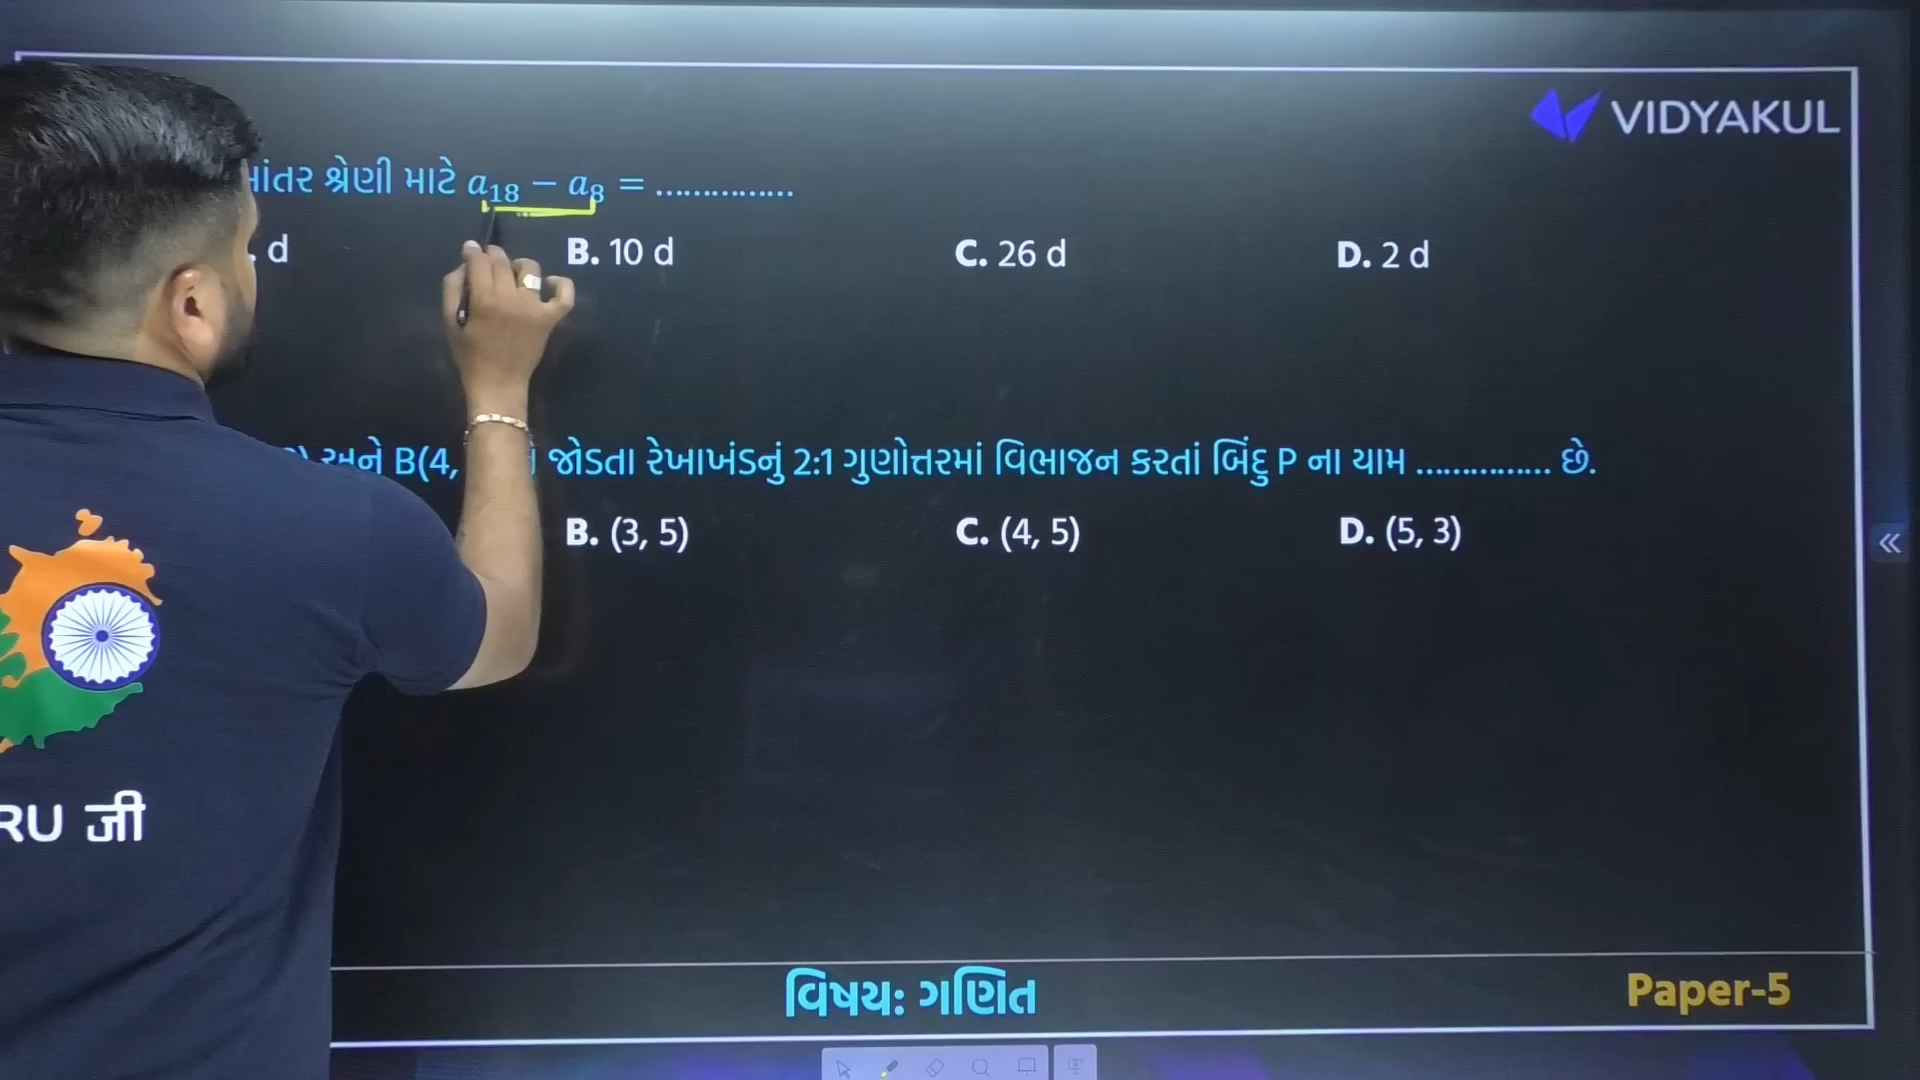 VIDYAKUL
શ્રેણી માટે a₁₈ − a₈ = ...............
d B. 10 d C. 26 d D. 2 d
અને B(4, જોડતા રેખાખંડનું 2:1 ગુણોત્તરમાં વિભાજન કરતાં બિંદુ P ના યામ ............... છે.
B. (3, 5) C. (4, 5) D. (5, 3)
RU जी
વિષય: ગણિત
Paper-5